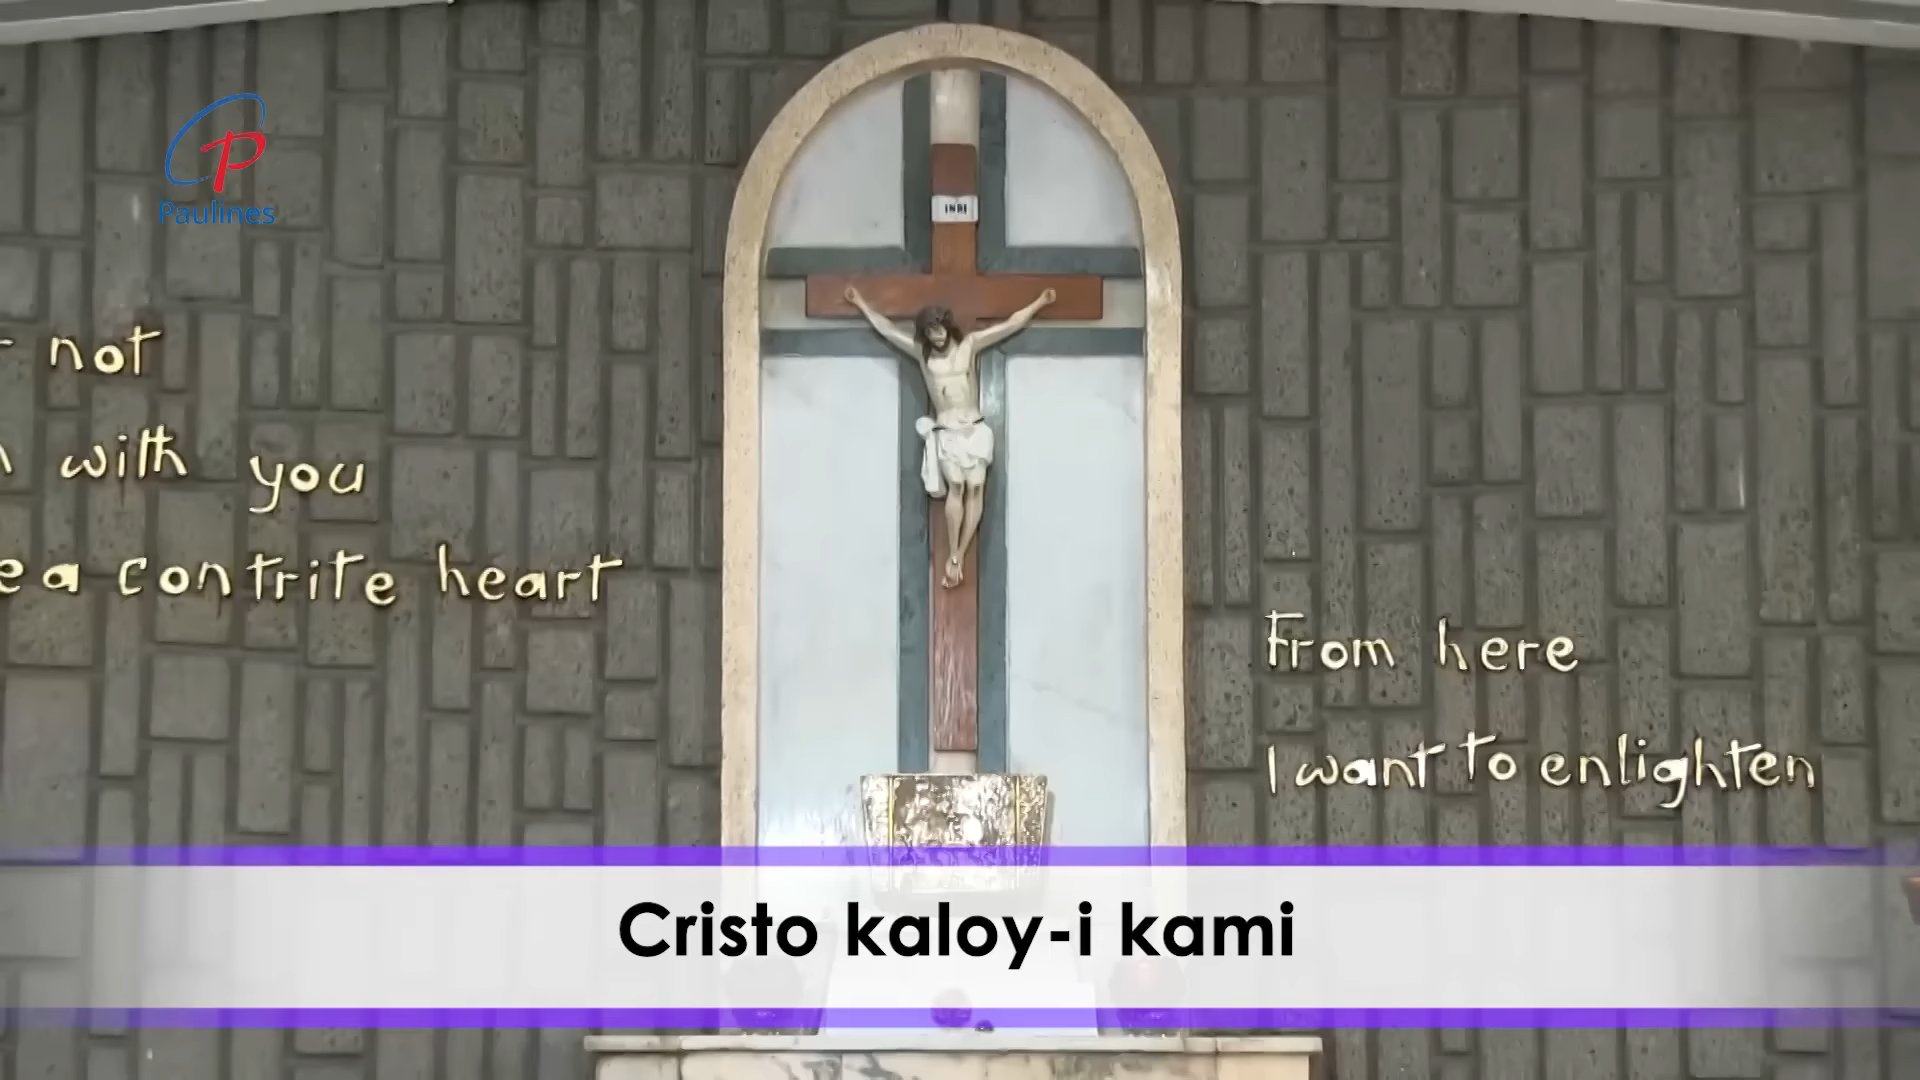 Paulines
INRI
not
with you
a contrite heart
From here
I want to enlighten
Cristo kaloy-i kami